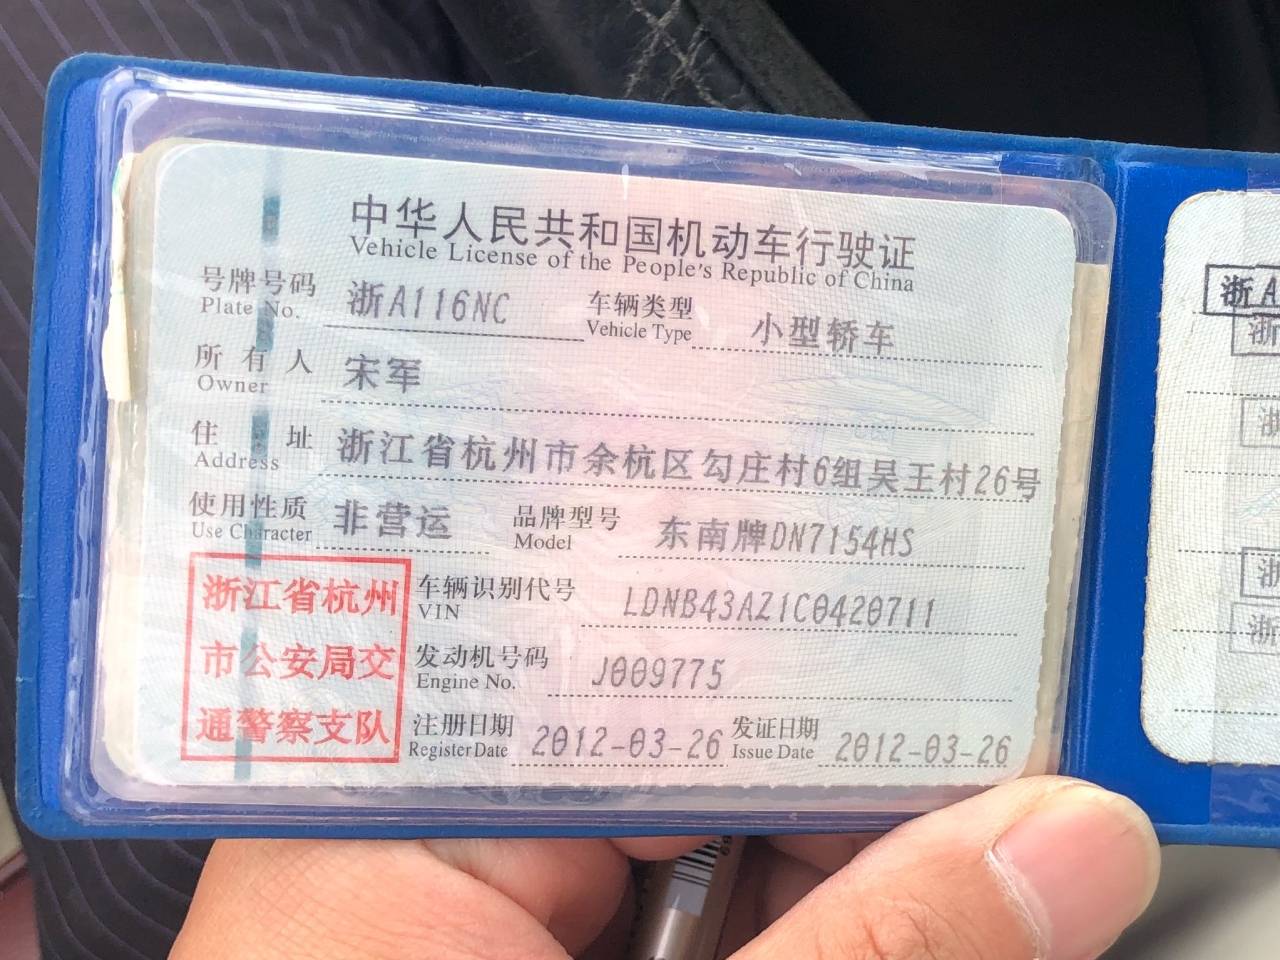 中华人民共和国机动车行驶证
Vehicle License of the People's Republic of China
号牌号码 浙A116NC 车辆类型 小型轿车
Plate No. Vehicle Type
所有人 宋军
Owner
住址 浙江省杭州市余杭区勾庄村6组吴王村26号
Address
使用性质 非营运 品牌型号 东南牌DN7154HS
Use Character Model
浙江省杭州
市公安局交
通警察支队
车辆识别代号 LDNB43AZ1C0420711
VIN
发动机号码 J009775
Engine No.
注册日期 2012-03-26 发证日期 2012-03-26
Register Date Issue Date
浙A
浙
浙
浙
浙